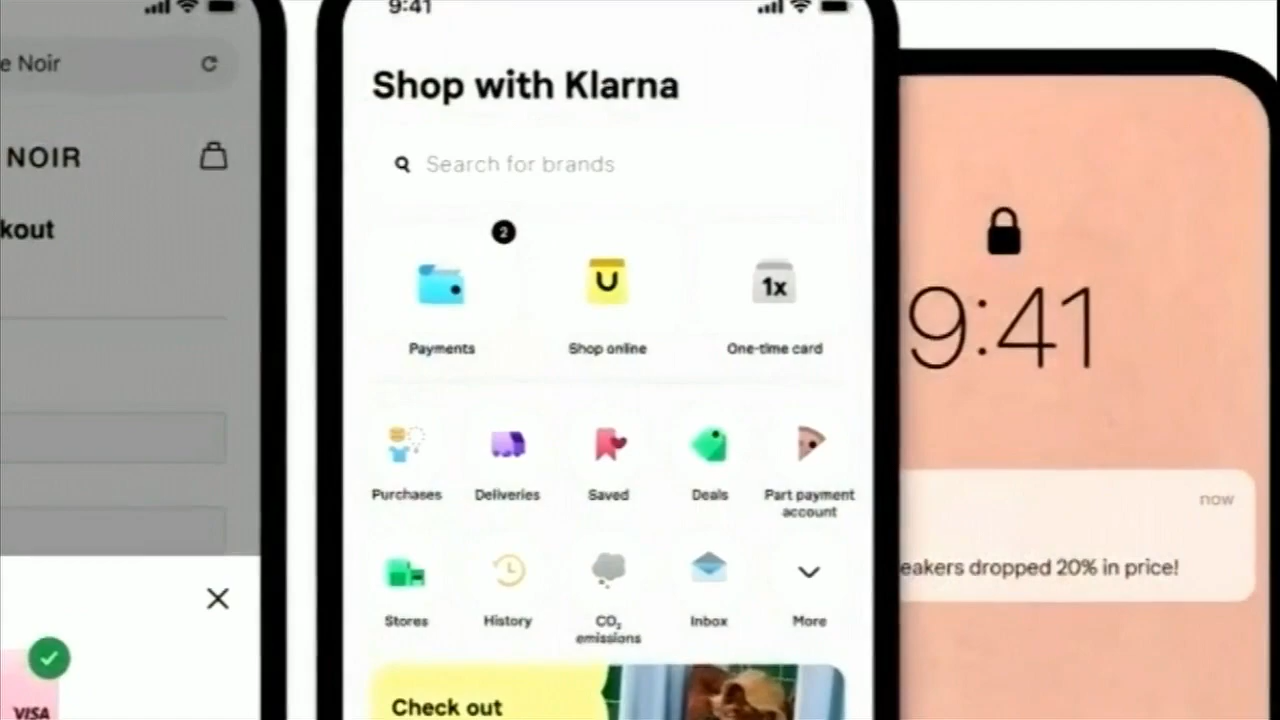 e Noir
NOIR
kout
VISA
9:41
Shop with Klarna
Search for brands
2
1x
Payments
Shop online
One-time card
Purchases
Deliveries
Saved
Deals
Part payment
account
Stores
History
CO₂
emissions
Inbox
More
Check out
9:41
now
eakers dropped 20% in price!